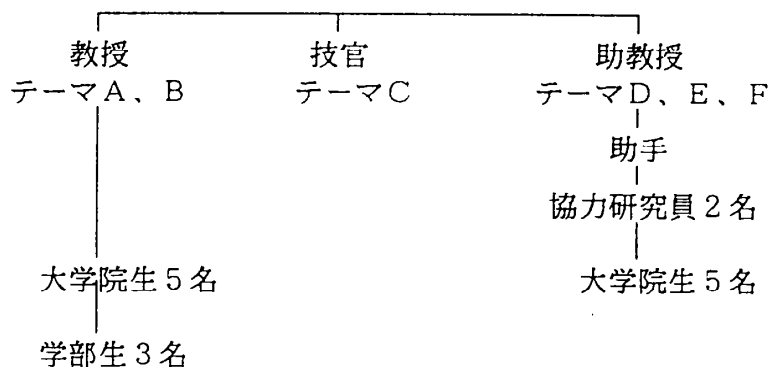 教授
テーマA、B
技官
テーマC
助教授
テーマD、E、F
助手
協力研究員2名
大学院生5名
大学院生5名
学部生3名